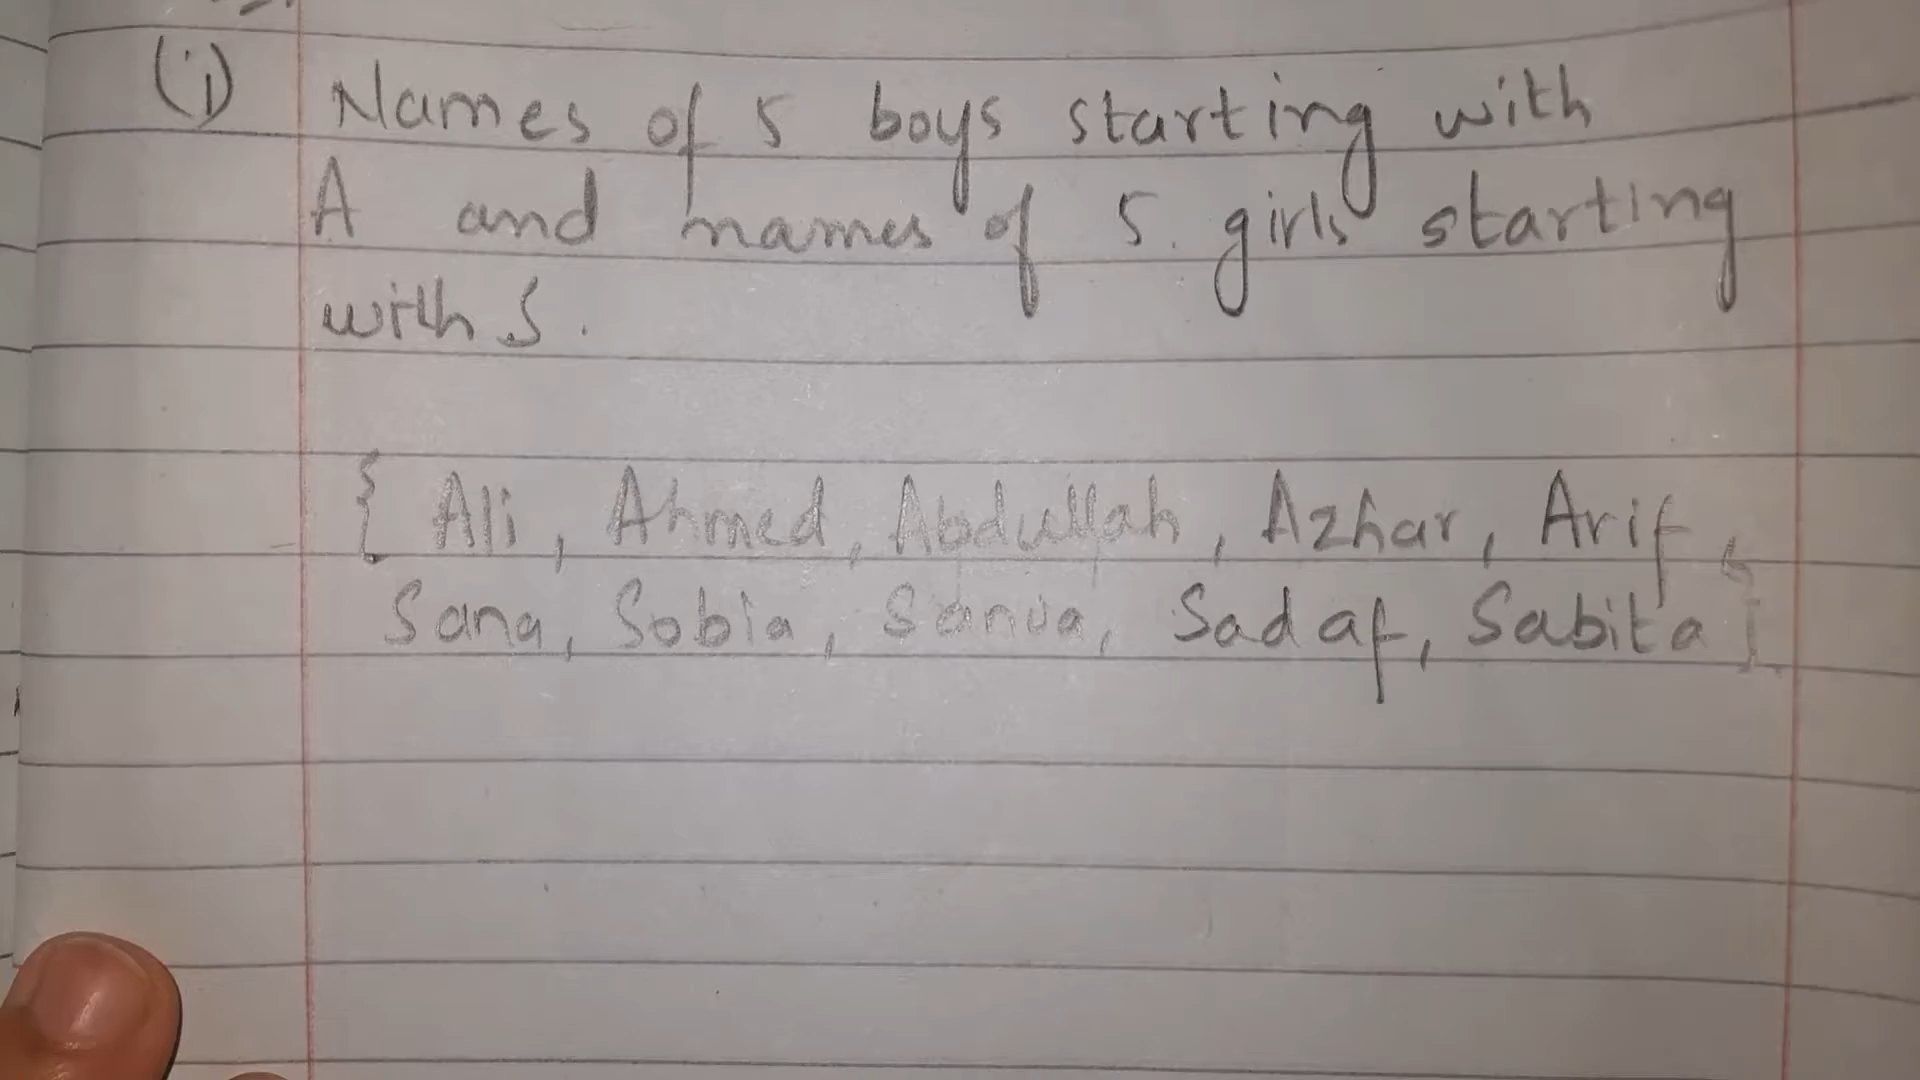 (i) Names of 5 boys starting with
A and names of 5. girls starting
with S.
{ Ali, Ahmed, Abdullah, Azhar, Arif,
Sana, Sobia, Sania, Sadaf, Sabita }